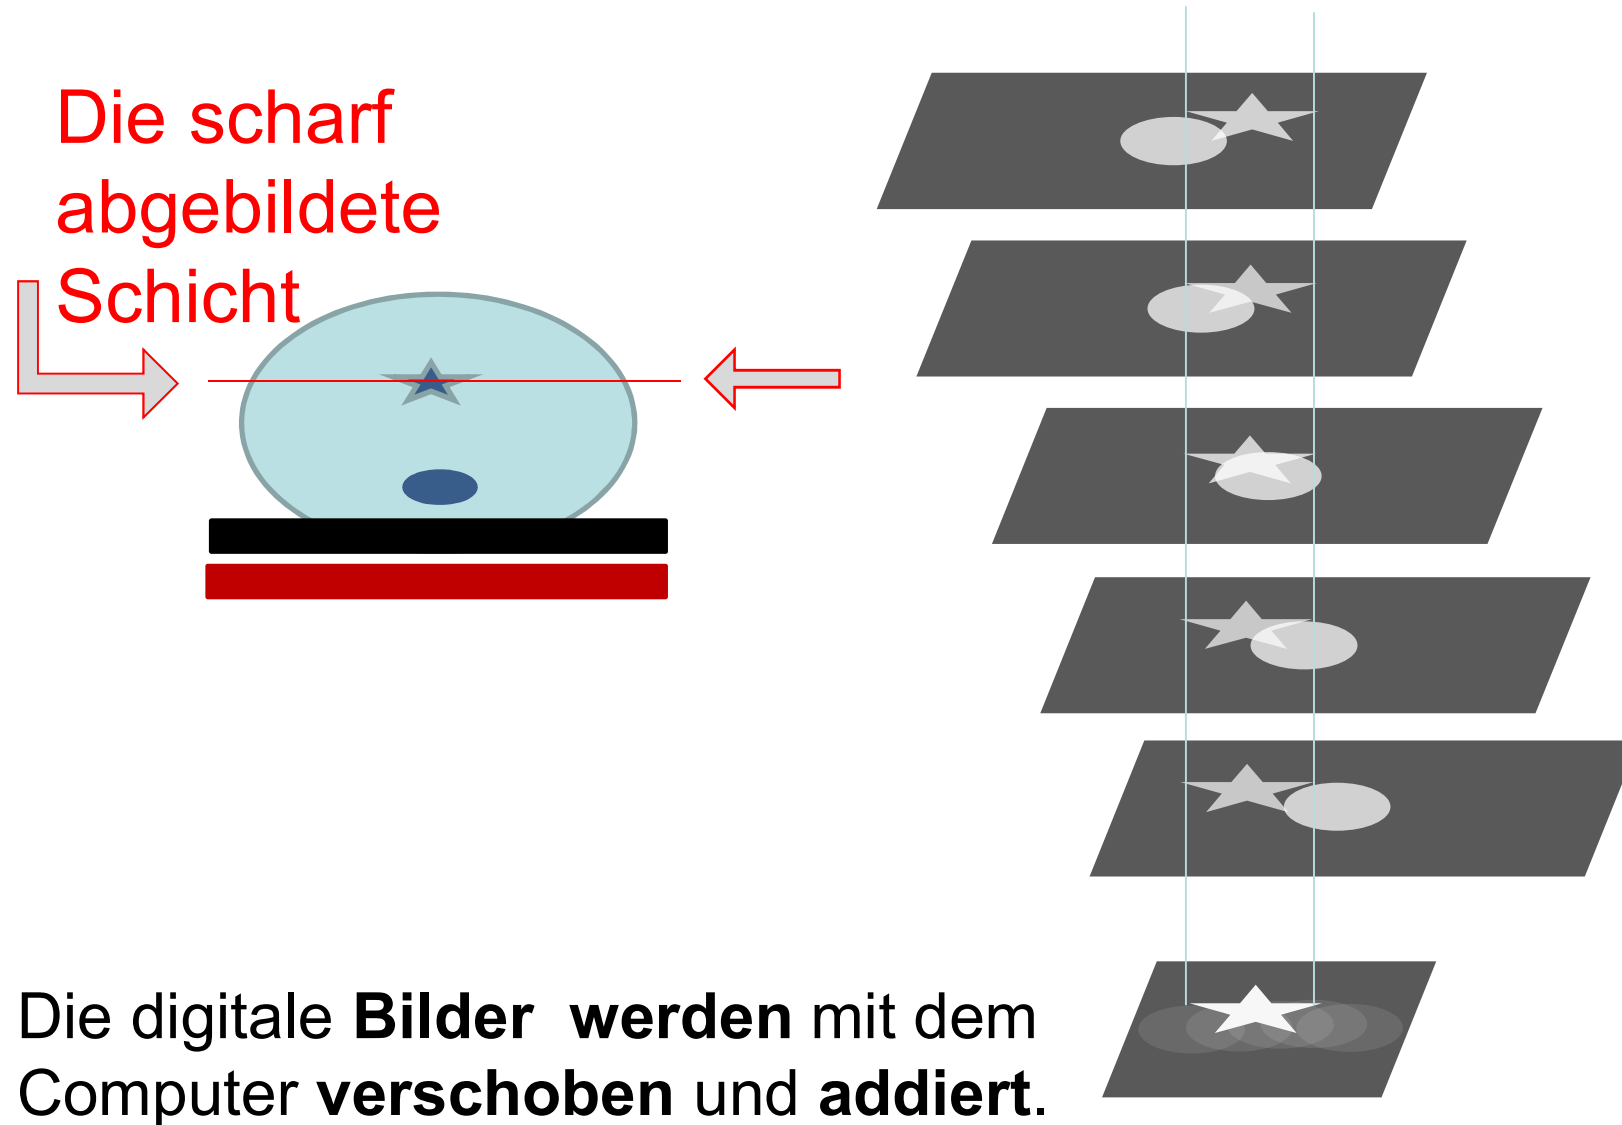 Die scharf
abgebildete
Schicht
Die digitale Bilder  werden mit dem
Computer verschoben und addiert.